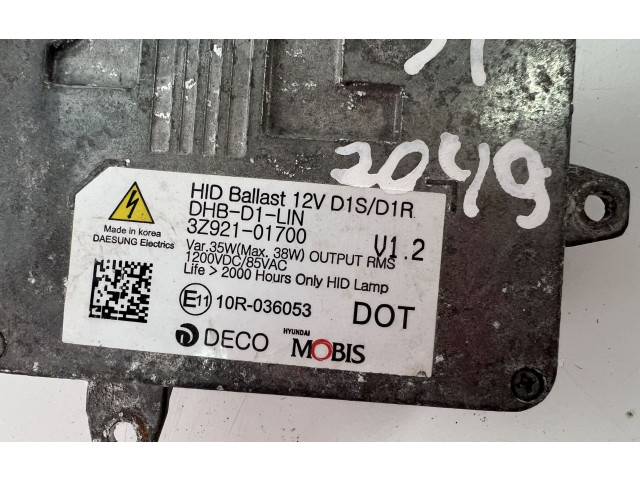 2049
HID Ballast 12V D1S/D1R
DHB-D1-LIN
3Z921-01700
V1.2
Var.35W(Max. 38W) OUTPUT RMS
1200VDC/85VAC
Life > 2000 Hours Only HID Lamp
Made in korea
DAESUNG Electrics
E11 10R-036053
DOT
DECO
HYUNDAI
MOBIS